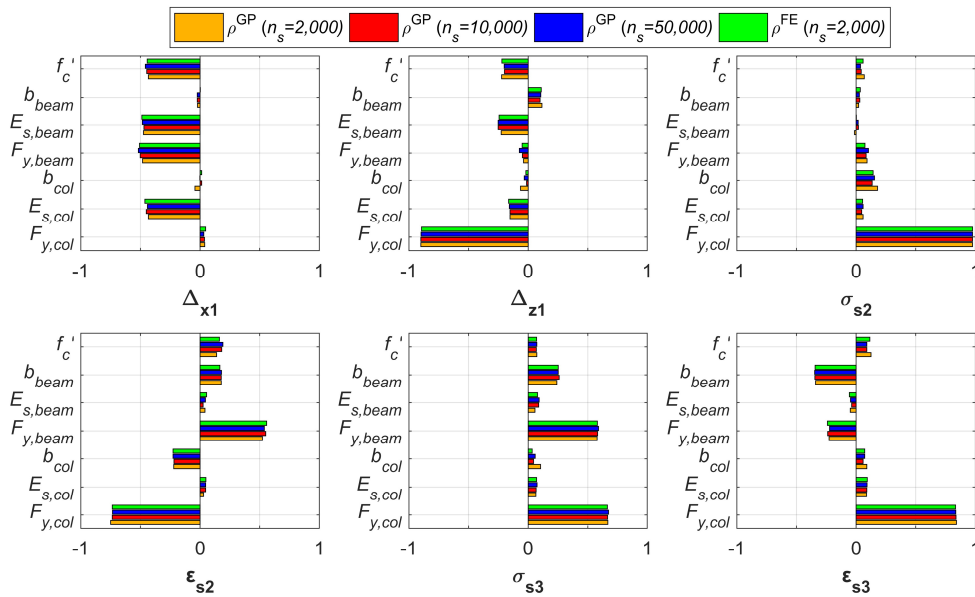 ρ^GP (n_s=2,000) ρ^GP (n_s=10,000) ρ^GP (n_s=50,000) ρ^FE (n_s=2,000)
f_c'
b_beam
E_s,beam
F_y,beam
b_col
E_s,col
F_y,col
-1 0 1
Δ_x1
f_c'
b_beam
E_s,beam
F_y,beam
b_col
E_s,col
F_y,col
-1 0 1
Δ_z1
f_c'
b_beam
E_s,beam
F_y,beam
b_col
E_s,col
F_y,col
-1 0 1
σ_s2
f_c'
b_beam
E_s,beam
F_y,beam
b_col
E_s,col
F_y,col
-1 0 1
ε_s2
f_c'
b_beam
E_s,beam
F_y,beam
b_col
E_s,col
F_y,col
-1 0 1
σ_s3
f_c'
b_beam
E_s,beam
F_y,beam
b_col
E_s,col
F_y,col
-1 0 1
ε_s3